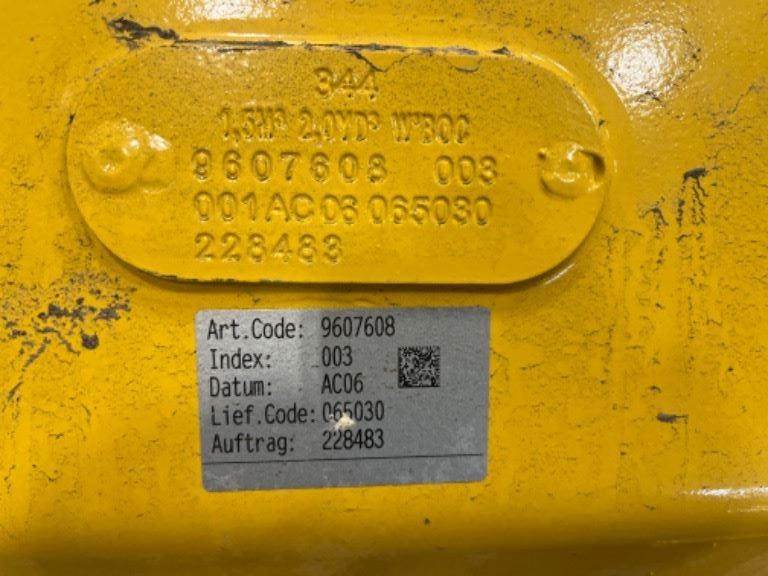 344
1.5M³ 2.0YD³ W'BOC
9607608 003
001AC06 065030
228483
Art.Code: 9607608
Index: 003
Datum: AC06
Lief.Code: 065030
Auftrag: 228483